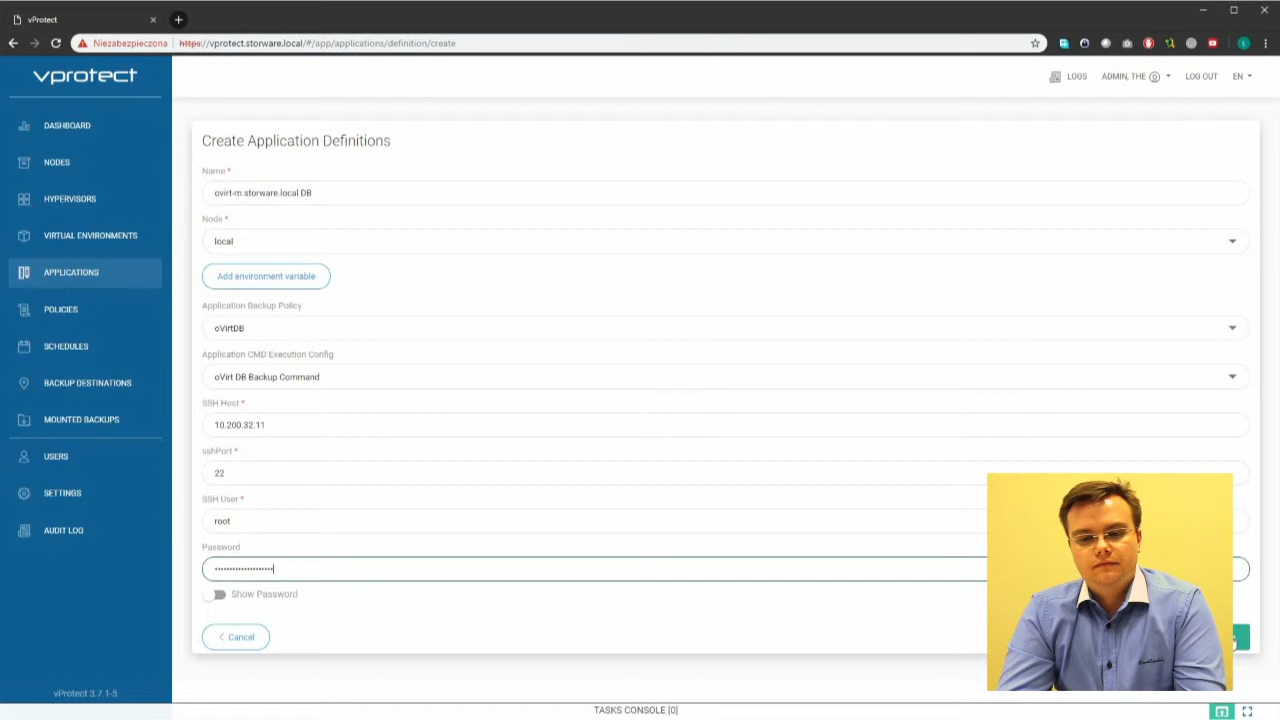 vProtect
Niezabezpieczona
https://vprotect.storware.local/#/app/applications/definition/create
vprotect
LOGS
ADMIN, THE
LOG OUT
EN
DASHBOARD
NODES
HYPERVISORS
VIRTUAL ENVIRONMENTS
APPLICATIONS
POLICIES
SCHEDULES
BACKUP DESTINATIONS
MOUNTED BACKUPS
USERS
SETTINGS
AUDIT LOG
vProtect 3.7.1-5
Create Application Definitions
Name *
ovirt-m.storware.local DB
Node *
local
Add environment variable
Application Backup Policy
oVirtDB
Application CMD Execution Config
oVirt DB Backup Command
SSH Host *
10.200.32.11
sshPort *
22
SSH User *
root
Password
Show Password
Cancel
TASKS CONSOLE [0]